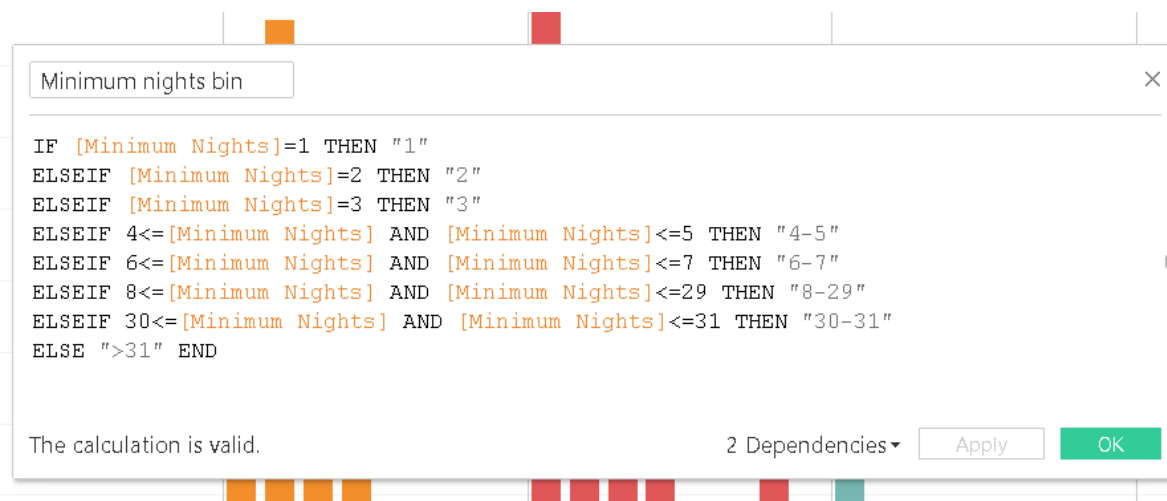 Minimum nights bin
IF [Minimum Nights]=1 THEN "1"
ELSEIF [Minimum Nights]=2 THEN "2"
ELSEIF [Minimum Nights]=3 THEN "3"
ELSEIF 4<=[Minimum Nights] AND [Minimum Nights]<=5 THEN "4-5"
ELSEIF 6<=[Minimum Nights] AND [Minimum Nights]<=7 THEN "6-7"
ELSEIF 8<=[Minimum Nights] AND [Minimum Nights]<=29 THEN "8-29"
ELSEIF 30<=[Minimum Nights] AND [Minimum Nights]<=31 THEN "30-31"
ELSE ">31" END
The calculation is valid. 2 Dependencies Apply OK